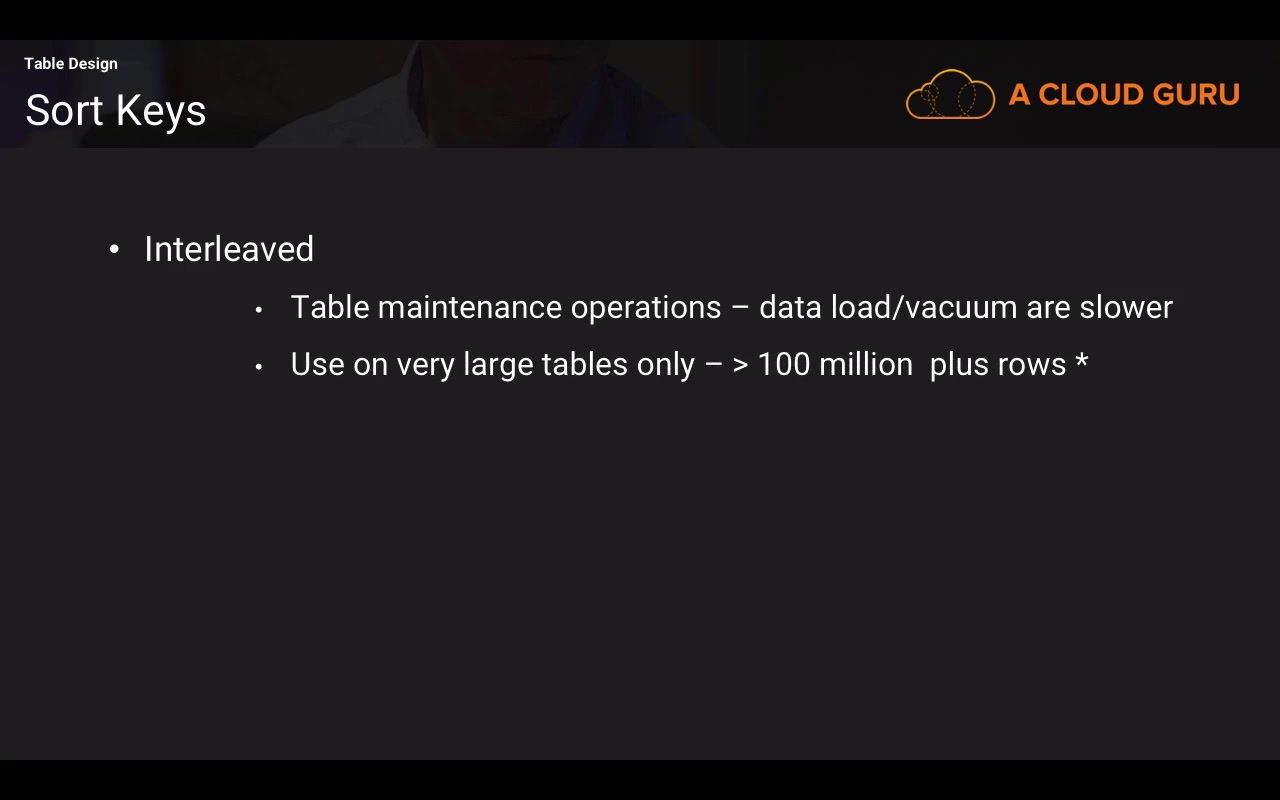 Table Design
Sort Keys
A CLOUD GURU
• Interleaved
• Table maintenance operations – data load/vacuum are slower
• Use on very large tables only – > 100 million  plus rows *